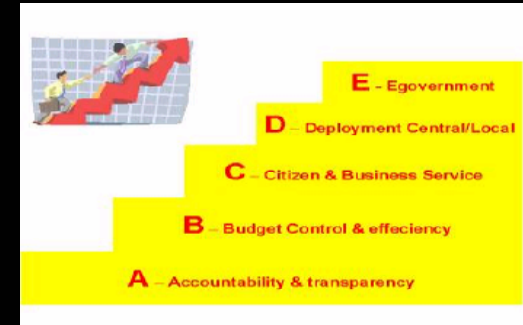 E - Egovernment
D - Deployment Central/Local
C - Citizen & Business Service
B - Budget Control & effeciency
A - Accountability & transparency